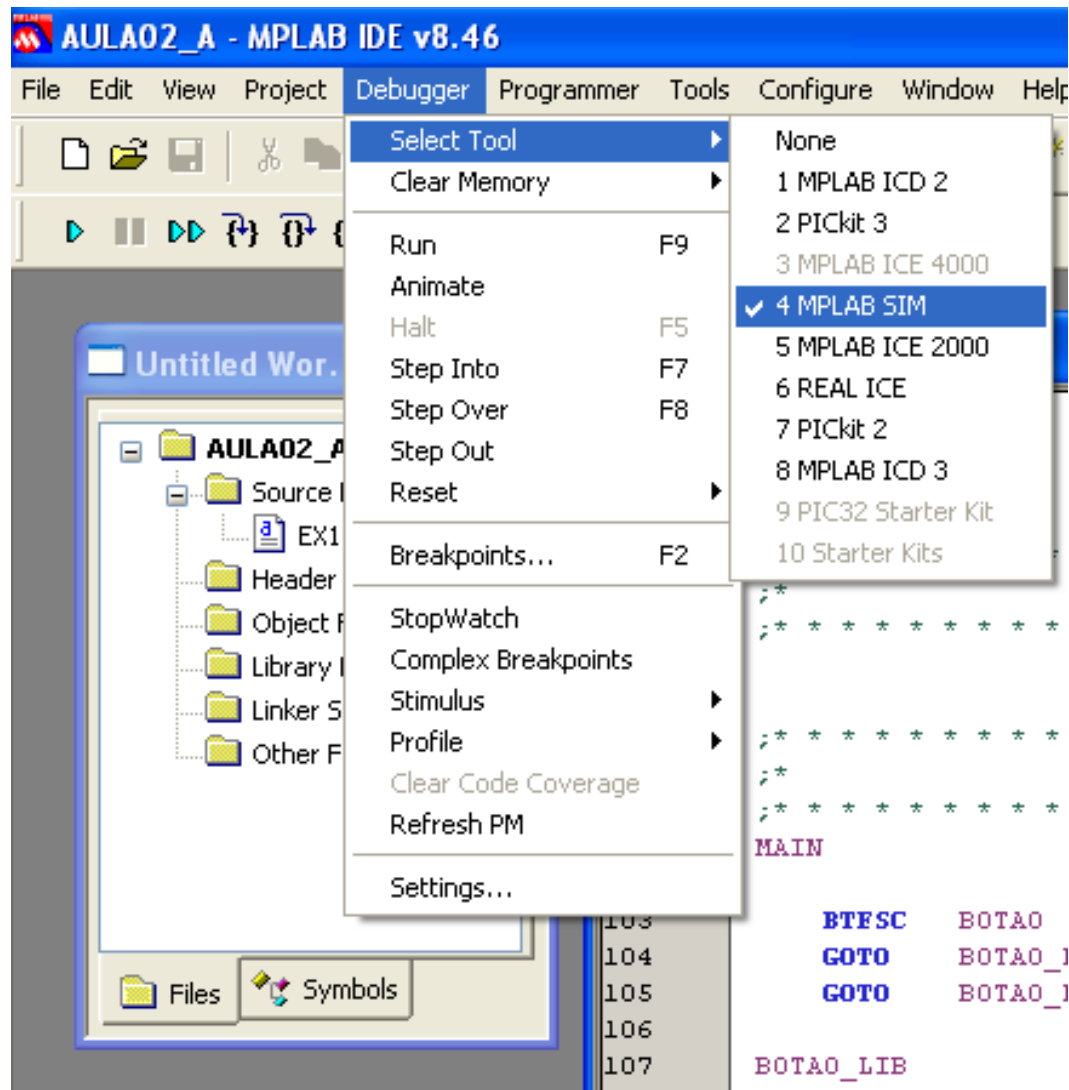 AULA02_A - MPLAB IDE v8.46
File Edit View Project Debugger Programmer Tools Configure Window Help
Select Tool
Clear Memory
Run F9
Animate
Halt F5
Step Into F7
Step Over F8
Step Out
Reset
Breakpoints... F2
StopWatch
Complex Breakpoints
Stimulus
Profile
Clear Code Coverage
Refresh PM
Settings...
None
1 MPLAB ICD 2
2 PICkit 3
3 MPLAB ICE 4000
4 MPLAB SIM
5 MPLAB ICE 2000
6 REAL ICE
7 PICkit 2
8 MPLAB ICD 3
9 PIC32 Starter Kit
10 Starter Kits
Untitled Wor.
AULA02_A
Source
EX1
Header
Object
Library
Linker S
Other F
Files Symbols
;*
;* * * * * * * * *
;* * * * * * * * *
;*
;* * * * * * * * *
MAIN
103 BTFSC BOTAO
104 GOTO BOTAO_
105 GOTO BOTAO_
106
107 BOTAO_LIB